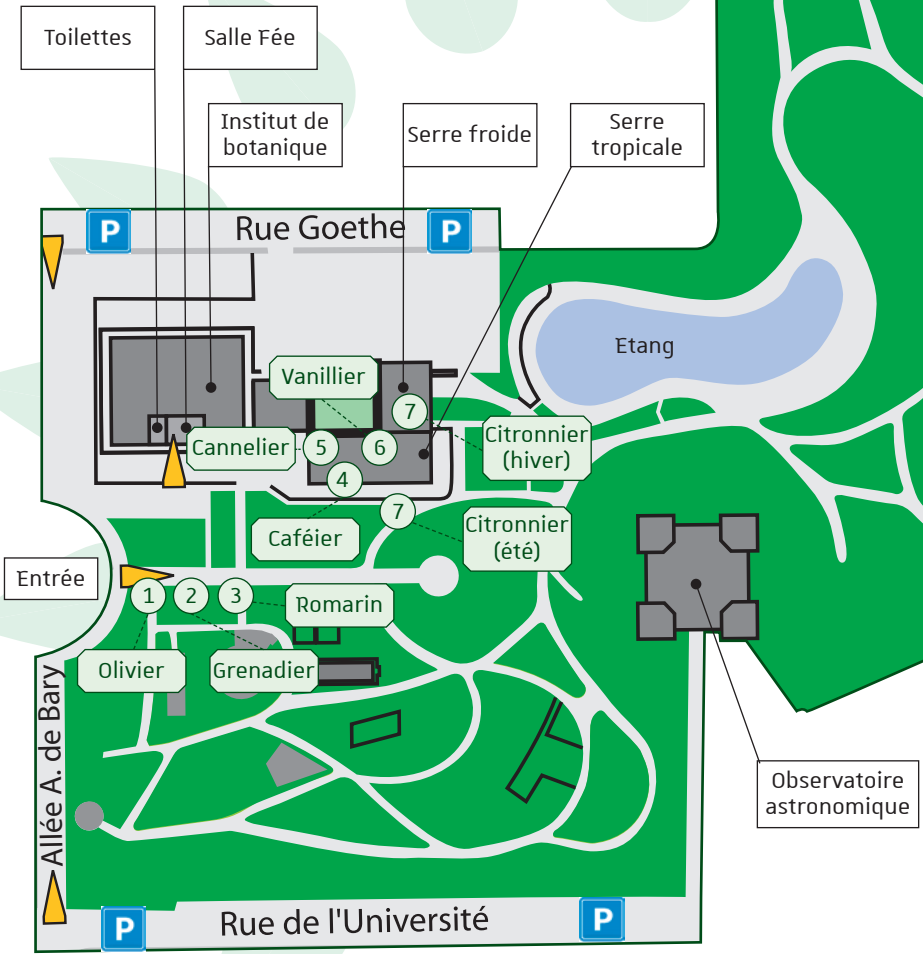 Toilettes
Salle Fée
Institut de
botanique
Serre froide
Serre
tropicale
P
Rue Goethe
P
Etang
Vanillier
7
Cannelier
5
6
Citronnier
(hiver)
4
7
Caféier
Citronnier
(été)
Entrée
1
2
3
Romarin
Olivier
Grenadier
Allée A. de Bary
Observatoire
astronomique
P
Rue de l'Université
P